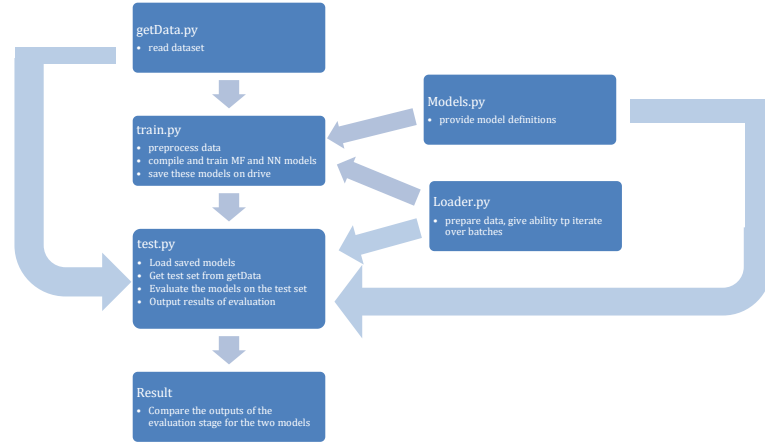 getData.py
• read dataset
train.py
• preprocess data
• compile and train MF and NN models
• save these models on drive
Models.py
• provide model definitions
Loader.py
• prepare data, give ability tp iterate
over batches
test.py
• Load saved models
• Get test set from getData
• Evaluate the models on the test set
• Output results of evaluation
Result
• Compare the outputs of the
evaluation stage for the two models